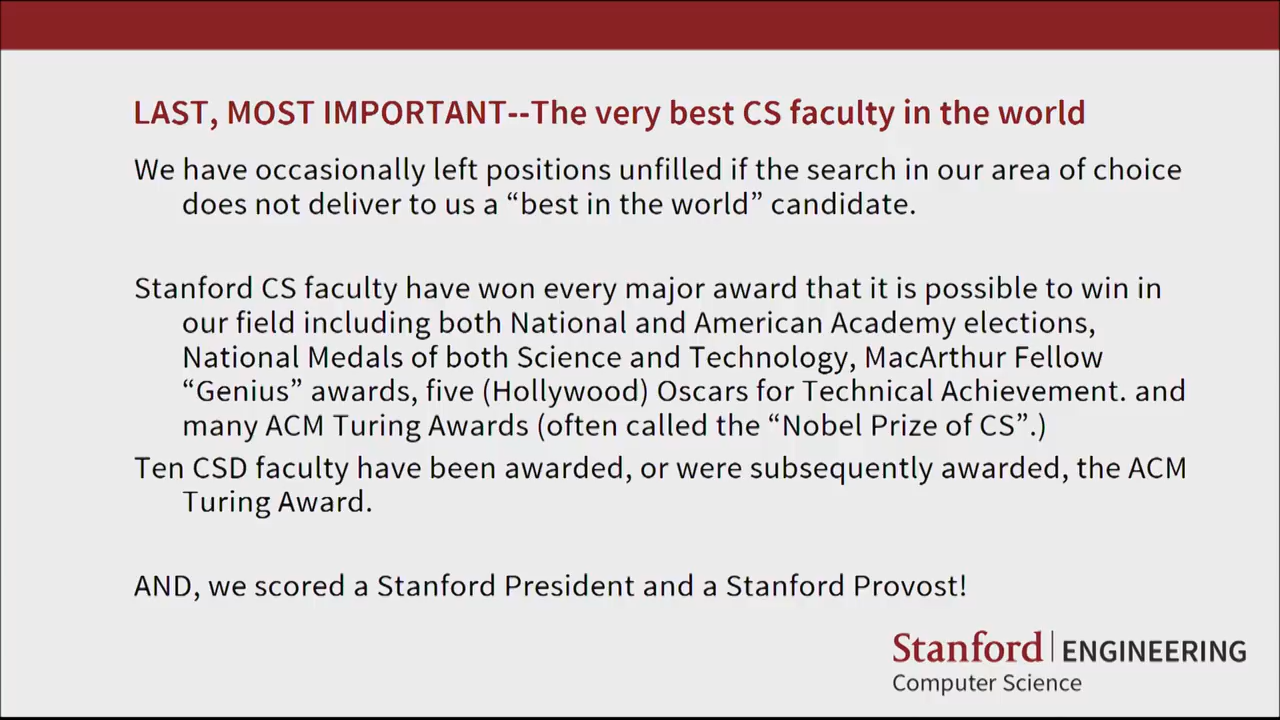 LAST, MOST IMPORTANT--The very best CS faculty in the world
We have occasionally left positions unfilled if the search in our area of choice
does not deliver to us a “best in the world” candidate.
Stanford CS faculty have won every major award that it is possible to win in
our field including both National and American Academy elections,
National Medals of both Science and Technology, MacArthur Fellow
“Genius” awards, five (Hollywood) Oscars for Technical Achievement. and
many ACM Turing Awards (often called the “Nobel Prize of CS”.)
Ten CSD faculty have been awarded, or were subsequently awarded, the ACM
Turing Award.
AND, we scored a Stanford President and a Stanford Provost!
Stanford | ENGINEERING
Computer Science